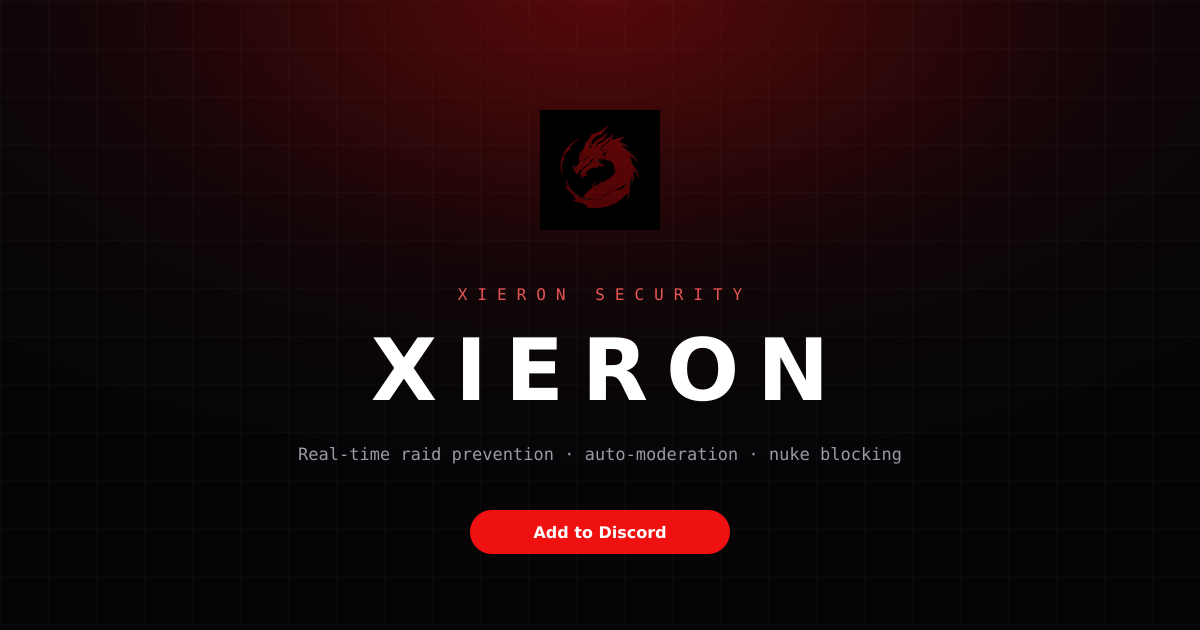 XIERON SECURITY
XIERON
Real-time raid prevention · auto-moderation · nuke blocking
Add to Discord